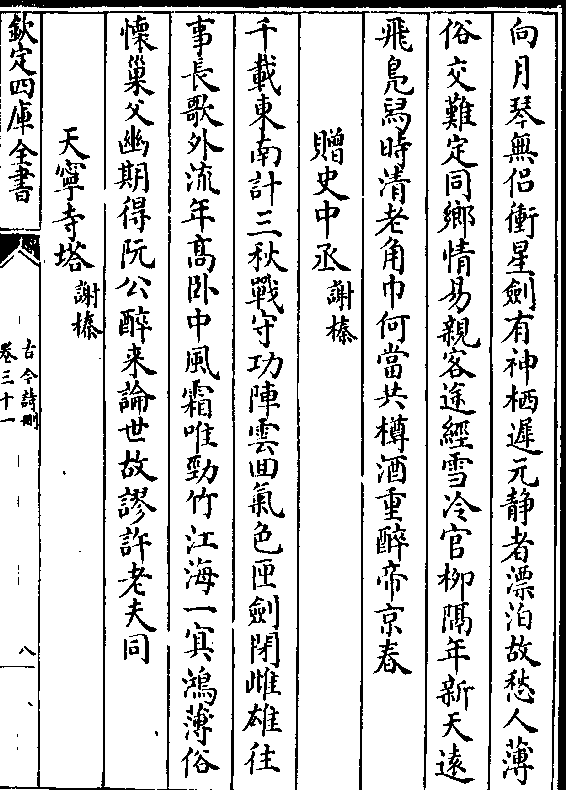 向月琴無侶衝星劍有神栖遲元静者漂泊故愁人薄
俗交難定同鄉情易親客途經雪冷官柳隔年新天遠
飛鳧舄時清老角巾何當共樽酒重醉帝京春
贈史中丞 謝榛
千載東南計三秋戰守功陣雲回氣色匣劍閉雌雄往
事長歌外流年高卧中風霜唯勁竹江海一冥鴻薄俗
懐巢父幽期得阮公醉来論世故謬許老夫同
天寧寺塔 謝榛
欽定四庫全書
古今詩刪
卷三十一
八